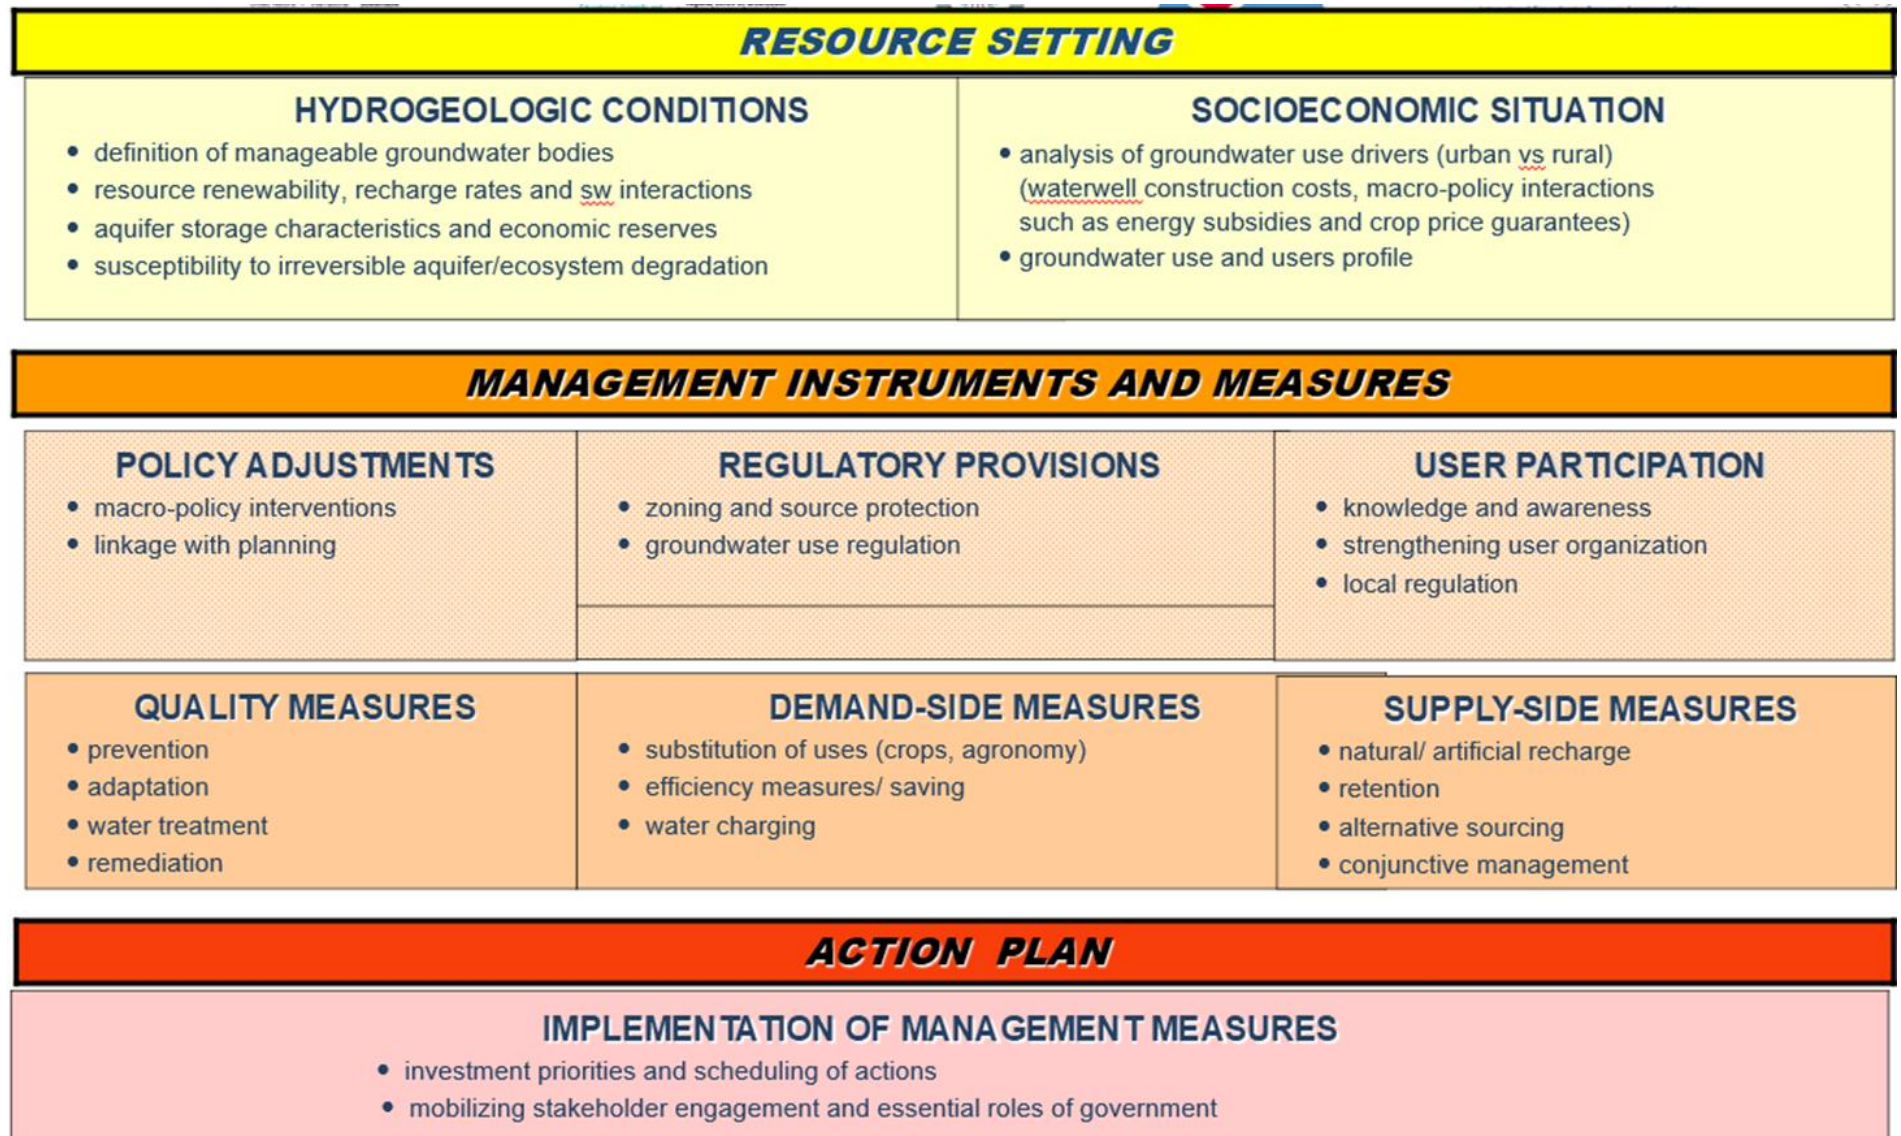 RESOURCE SETTING
HYDROGEOLOGIC CONDITIONS
• definition of manageable groundwater bodies
• resource renewability, recharge rates and sw interactions
• aquifer storage characteristics and economic reserves
• susceptibility to irreversible aquifer/ecosystem degradation
SOCIOECONOMIC SITUATION
• analysis of groundwater use drivers (urban vs rural)
(waterwell construction costs, macro-policy interactions
such as energy subsidies and crop price guarantees)
• groundwater use and users profile
MANAGEMENT INSTRUMENTS AND MEASURES
POLICY ADJUSTMENTS
• macro-policy interventions
• linkage with planning
REGULATORY PROVISIONS
• zoning and source protection
• groundwater use regulation
USER PARTICIPATION
• knowledge and awareness
• strengthening user organization
• local regulation
QUALITY MEASURES
• prevention
• adaptation
• water treatment
• remediation
DEMAND-SIDE MEASURES
• substitution of uses (crops, agronomy)
• efficiency measures/ saving
• water charging
SUPPLY-SIDE MEASURES
• natural/ artificial recharge
• retention
• alternative sourcing
• conjunctive management
ACTION PLAN
IMPLEMENTATION OF MANAGEMENT MEASURES
• investment priorities and scheduling of actions
• mobilizing stakeholder engagement and essential roles of government